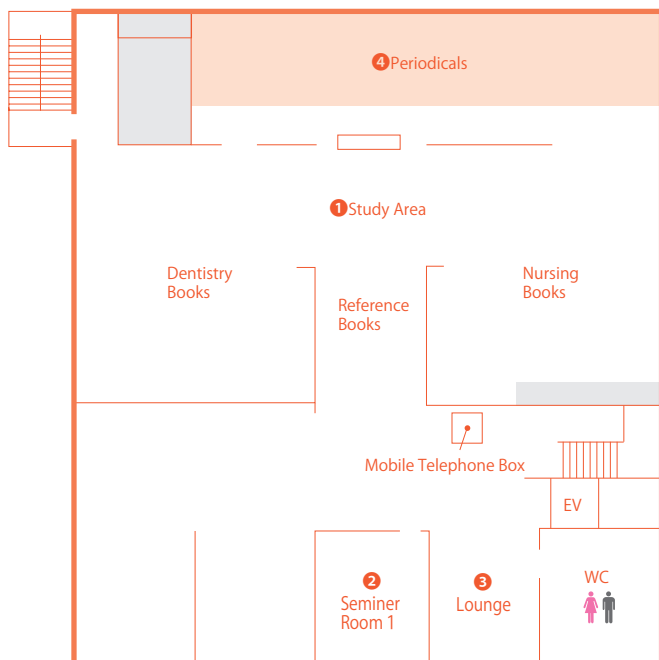 4 Periodicals
1 Study Area
Dentistry
Books
Reference
Books
Nursing
Books
Mobile Telephone Box
EV
2
Seminer
Room 1
3
Lounge
WC